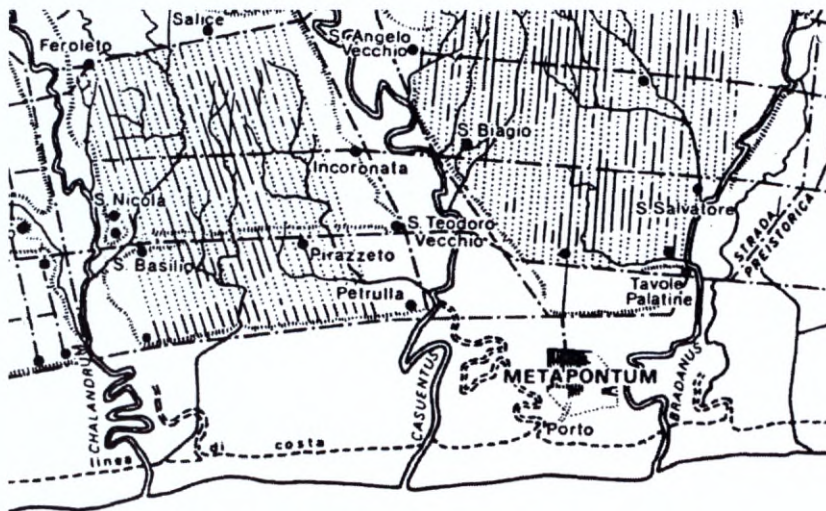 Salice
Feroleto
S. Angelo
Vecchio
S. Biagio
Incoronata
S. Nicola
S. Salvatore
STRADA
PREISTORICA
S. Teodoro
Vecchio
S. Basilio
Pirazzeto
Tavole
Palatine
Petrulla
METAPONTUM
CHALANDRUM
CASUENTUS
BRADANUS
Porto
linea di costa